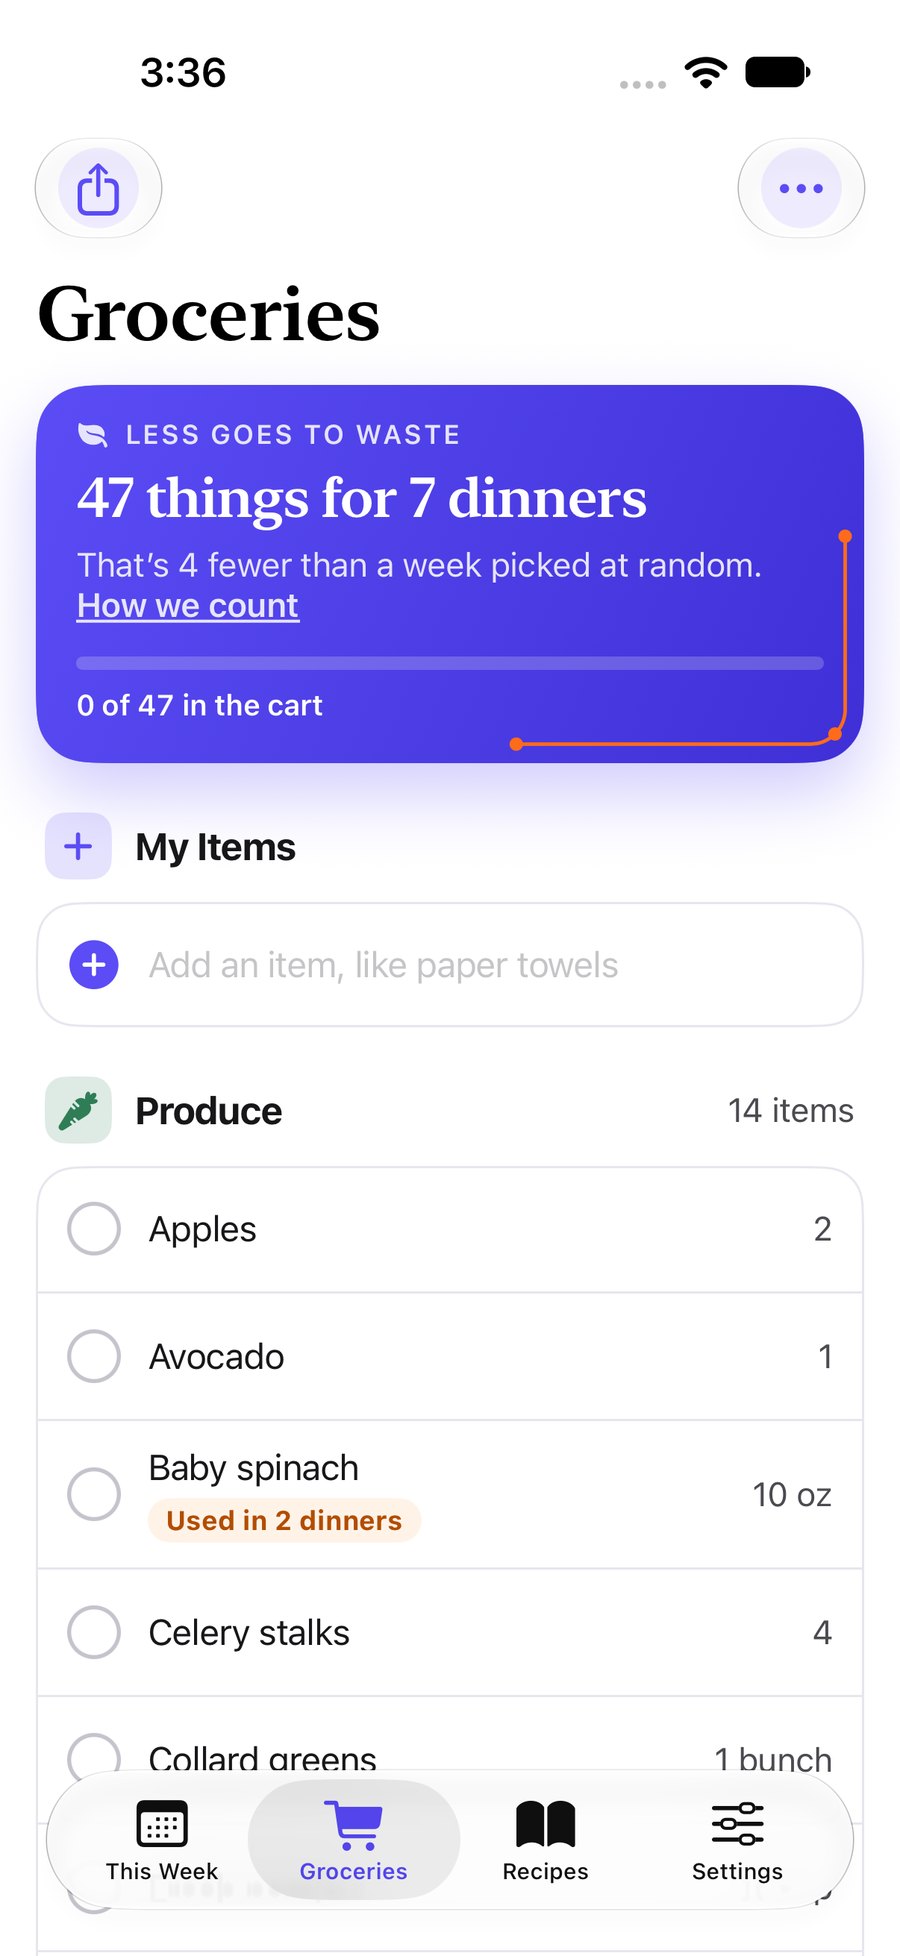 3:36
Groceries
LESS GOES TO WASTE
47 things for 7 dinners
That’s 4 fewer than a week picked at random.
How we count
0 of 47 in the cart
My Items
Add an item, like paper towels
Produce
14 items
Apples
2
Avocado
1
Baby spinach
10 oz
Used in 2 dinners
Celery stalks
4
Collard greens
1 bunch
This Week
Groceries
Recipes
Settings